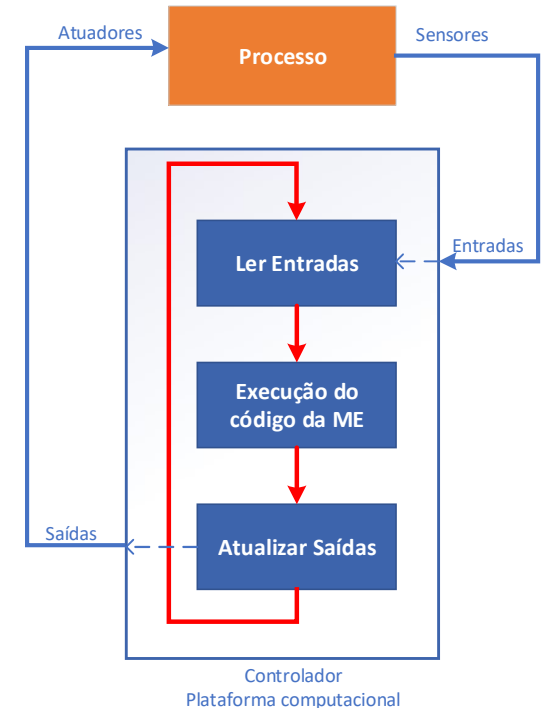 Atuadores
Processo
Sensores
Ler Entradas
Entradas
Execução do
código da ME
Saídas
Atualizar Saídas
Controlador
Plataforma computacional